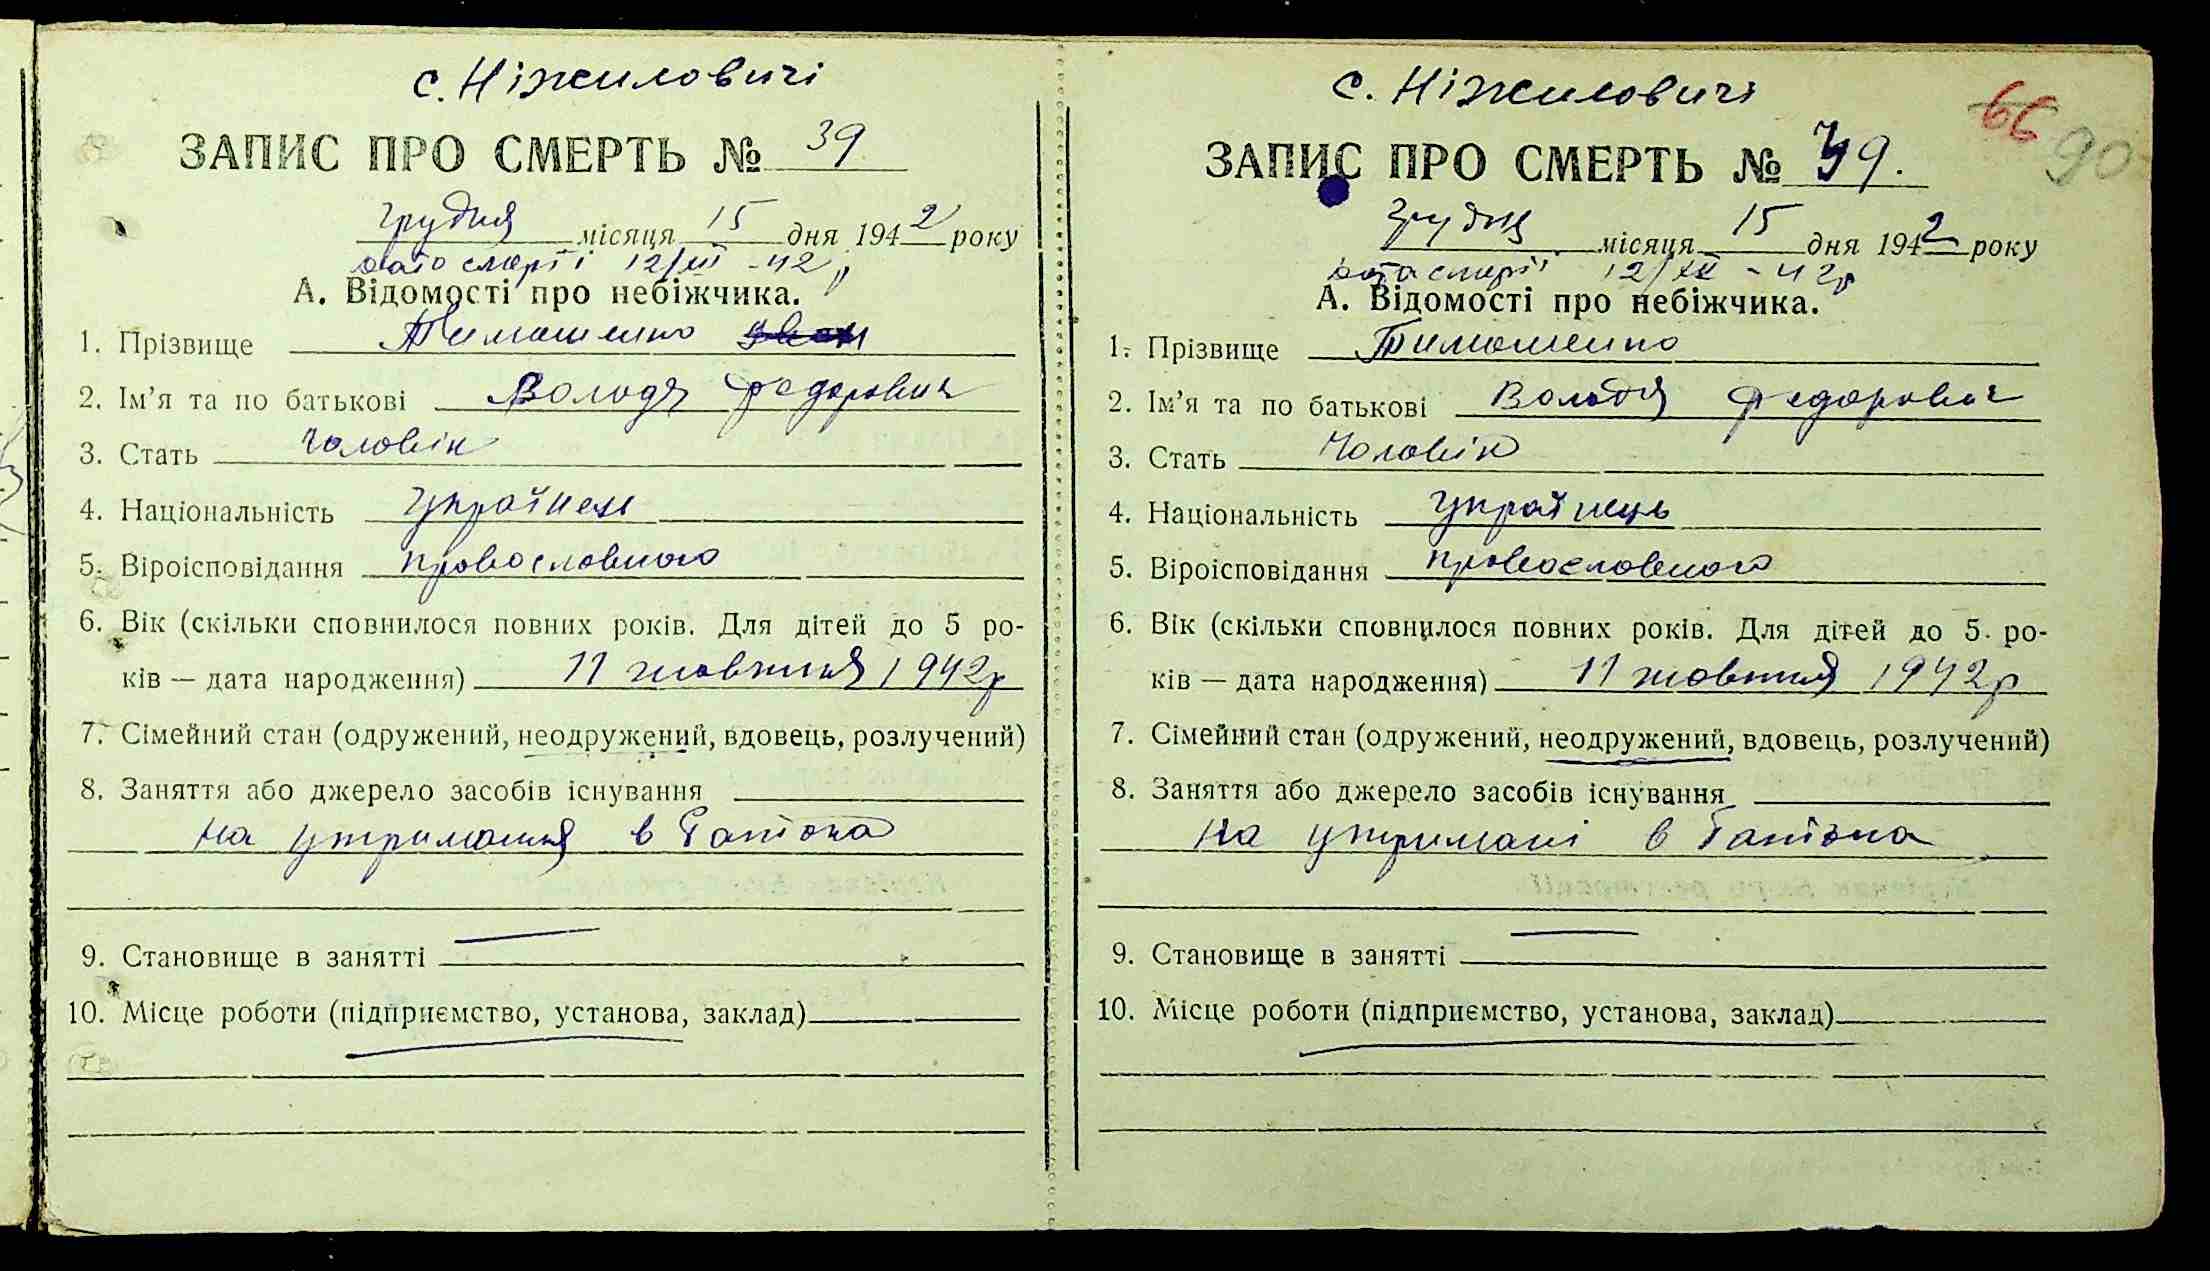 с. Ніжиловичі
ЗАПИС ПРО СМЕРТЬ № 39
грудня місяця 15 дня 1942 року
дата смерті 12/XII - 42 р
А. Відомості про небіжчика.
1. Прізвище Тимошенко
2. Ім'я та по батькові Володя Федорович
3. Стать Чоловік
4. Національність Українець
5. Віроісповідання православного
6. Вік (скільки сповнилося повних років. Для дітей до 5 ро-
ків — дата народження) 11 жовтня 1942р
7. Сімейний стан (одружений, неодружений, вдовець, розлучений)
8. Заняття або джерело засобів існування
на утримання в батька
9. Становище в занятті
10. Місце роботи (підприємство, установа, заклад)
с. Ніжиловичі
66 90
ЗАПИС ПРО СМЕРТЬ № 39.
грудня місяця 15 дня 1942 року
дата смерті 12/XII - 42р
А. Відомості про небіжчика.
1. Прізвище Тимошенко
2. Ім'я та по батькові Володя Федорович
3. Стать Чоловік
4. Національність Українець
5. Віроісповідання православного
6. Вік (скільки сповнилося повних років. Для дітей до 5 ро-
ків — дата народження) 11 жовтня 1942р
7. Сімейний стан (одружений, неодружений, вдовець, розлучений)
8. Заняття або джерело засобів існування
на утримані в батька
9. Становище в занятті
10. Місце роботи (підприємство, установа, заклад)